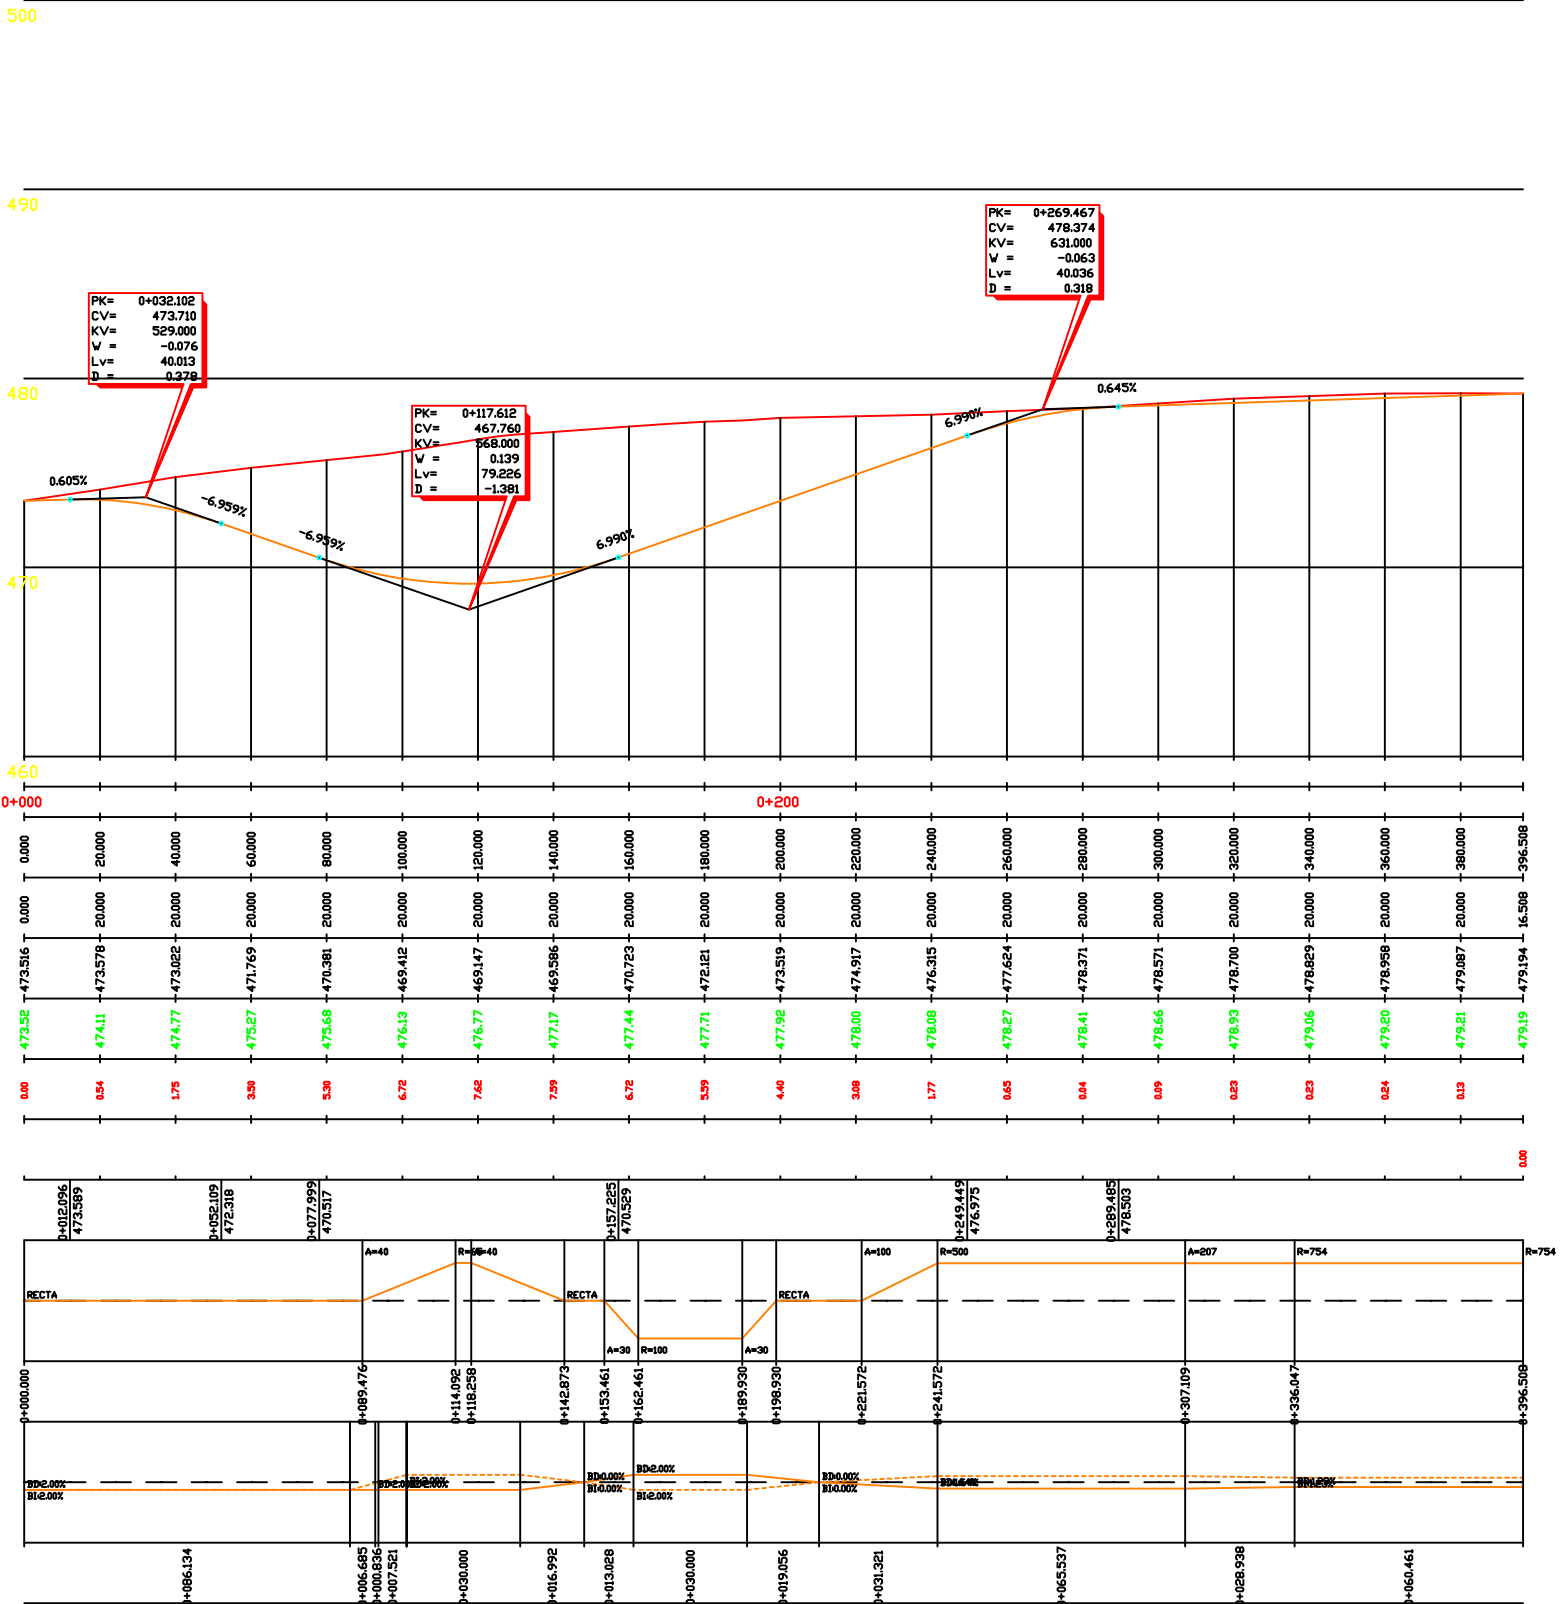 500
490
PK= 0+269.467
CV= 478.374
KV= 631.000
W = -0.063
Lv= 40.036
D = 0.318
PK= 0+032.102
CV= 473.710
KV= 529.000
W = -0.076
Lv= 40.013
D = 0.378
480
0.645%
PK= 0+117.612
CV= 467.760
KV= 568.000
W = 0.139
Lv= 79.226
D = -1.381
6.990%
0.605%
-6.959%
-6.959%
6.990%
470
460
0+000 0+200
0.000 20.000 40.000 60.000 80.000 100.000 120.000 140.000 160.000 180.000 200.000 220.000 240.000 260.000 280.000 300.000 320.000 340.000 360.000 380.000 396.508
0.000 20.000 20.000 20.000 20.000 20.000 20.000 20.000 20.000 20.000 20.000 20.000 20.000 20.000 20.000 20.000 20.000 20.000 20.000 20.000 16.508
473.516 473.578 473.022 471.769 470.381 469.412 469.147 469.586 470.723 472.121 473.519 474.917 476.315 477.624 478.371 478.571 478.700 478.829 478.958 479.087 479.194
473.52 474.11 474.77 475.27 475.68 476.13 476.77 477.17 477.44 477.71 477.92 478.00 478.08 478.27 478.41 478.66 478.93 479.06 479.20 479.21 479.19
0.00 0.54 1.75 3.50 5.30 6.72 7.62 7.59 6.72 5.59 4.40 3.08 1.77 0.65 0.04 0.09 0.23 0.23 0.24 0.13
0.00
0+012.096 0+052.109 0+077.999 0+157.225 0+249.449 0+289.485
473.589 472.318 470.517 470.529 476.975 478.503
A=40 R=65 A=40 A=100 R=500 A=207 R=754 R=754
RECTA RECTA RECTA
A=30 R=100 A=30
0+000.000 0+089.476 0+114.092 0+118.258 0+142.873 0+153.461 0+162.461 0+189.930 0+198.930 0+221.572 0+241.572 0+307.109 0+336.047 0+396.508
BD:2.00% BD:0.00% BD:2.00% BD:0.00%
BI:2.00% BI:0.00% BI:2.00% BI:0.00%
0+086.134 0+006.685 0+000.836 0+007.521 0+030.000 0+016.992 0+013.028 0+030.000 0+019.056 0+031.321 0+065.537 0+028.938 0+060.461